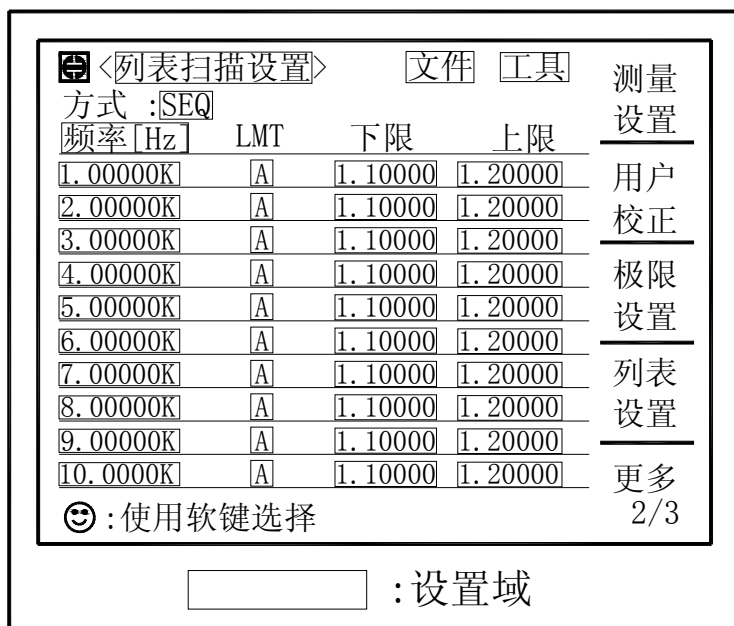 <列表扫描设置> 文件 工具
方式 :SEQ
频率[Hz] LMT 下限 上限
1.00000K A 1.10000 1.20000
2.00000K A 1.10000 1.20000
3.00000K A 1.10000 1.20000
4.00000K A 1.10000 1.20000
5.00000K A 1.10000 1.20000
6.00000K A 1.10000 1.20000
7.00000K A 1.10000 1.20000
8.00000K A 1.10000 1.20000
9.00000K A 1.10000 1.20000
10.0000K A 1.10000 1.20000
:使用软键选择
测量
设置
用户
校正
极限
设置
列表
设置
更多
2/3
:设置域